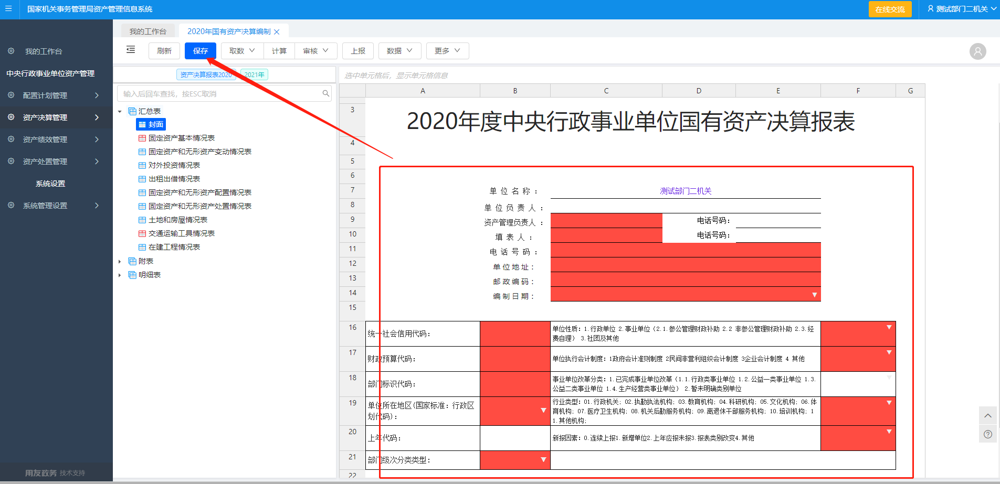 国家机关事务管理局资产管理信息系统
在线交流
测试部门二机关
我的工作台
中央行政事业单位资产管理
配置计划管理
资产决算管理
资产绩效管理
资产处置管理
系统设置
系统管理设置
用友政务 技术支持
我的工作台
2020年国有资产决算编制
刷新
保存
取数
计算
审核
上报
数据
更多
资产决算报表2020
2021年
输入后回车查找，按ESC取消
汇总表
封面
固定资产基本情况表
固定资产和无形资产变动情况表
对外投资情况表
出租出借情况表
固定资产和无形资产配置情况表
固定资产和无形资产处置情况表
土地和房屋情况表
交通运输工具情况表
在建工程情况表
附表
明细表
选中单元格后，显示单元格信息
A B C D E F G
3 2020年度中央行政事业单位国有资产决算报表
4
5
6
7 单位名称： 测试部门二机关
8 单位负责人：
9 资产管理负责人： 电话号码：
10 填表人： 电话号码：
11 电话号码：
12 单位地址：
13 邮政编码：
14 编制日期：
15
16 统一社会信用代码： 单位性质：1.行政单位 2.事业单位（2.1.参公管理财政补助 2.2 非参公管理财政补助 2.3.经
费自理） 3.社团及其他
17 财政预算代码： 单位执行会计制度：1政府会计准则制度 2民间非营利组织会计制度 3企业会计制度 4 其他
18 部门标识代码： 事业单位改革分类：1.已完成事业单位改革（1.1.行政类事业单位 1.2.公益一类事业单位 1.3.
公益二类事业单位 1.4.生产经营类事业单位） 2.暂未明确类别单位
19 单位所在地区(国家标准：行政区
划代码)：
行业类型：01.行政机关；02.执勤执法机构；03.教育机构；04.科研机构；05.文化机构；06.体
育机构；07.医疗卫生机构；08.机关后勤服务机构；09.离退休干部服务机构；10.培训机构；1
1.其他机构；
20 上年代码： 新报因素：0.连续上报1.新增单位2.上年应报未报3.报表类别改变4.其他
21 部门级次分类类型：
22